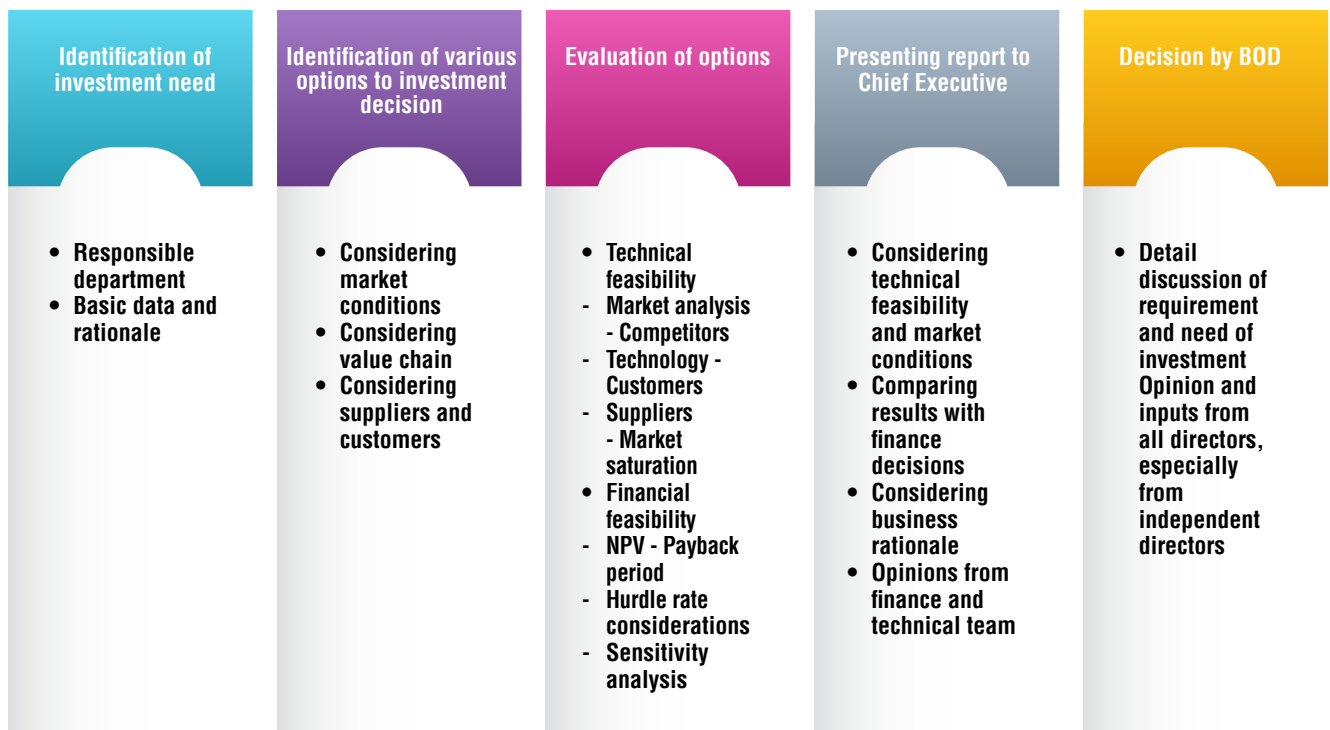 Identification of
investment need
• Responsible
department
• Basic data and
rationale
Identification of various
options to investment
decision
• Considering
market
conditions
• Considering
value chain
• Considering
suppliers and
customers
Evaluation of options
• Technical
feasibility
- Market analysis
- Competitors
- Technology -
Customers
- Suppliers
- Market
saturation
• Financial
feasibility
- NPV - Payback
period
- Hurdle rate
considerations
- Sensitivity
analysis
Presenting report to
Chief Executive
• Considering
technical
feasibility
and market
conditions
• Comparing
results with
finance
decisions
• Considering
business
rationale
• Opinions from
finance and
technical team
Decision by BOD
• Detail
discussion of
requirement
and need of
investment
Opinion and
inputs from
all directors,
especially
from
independent
directors